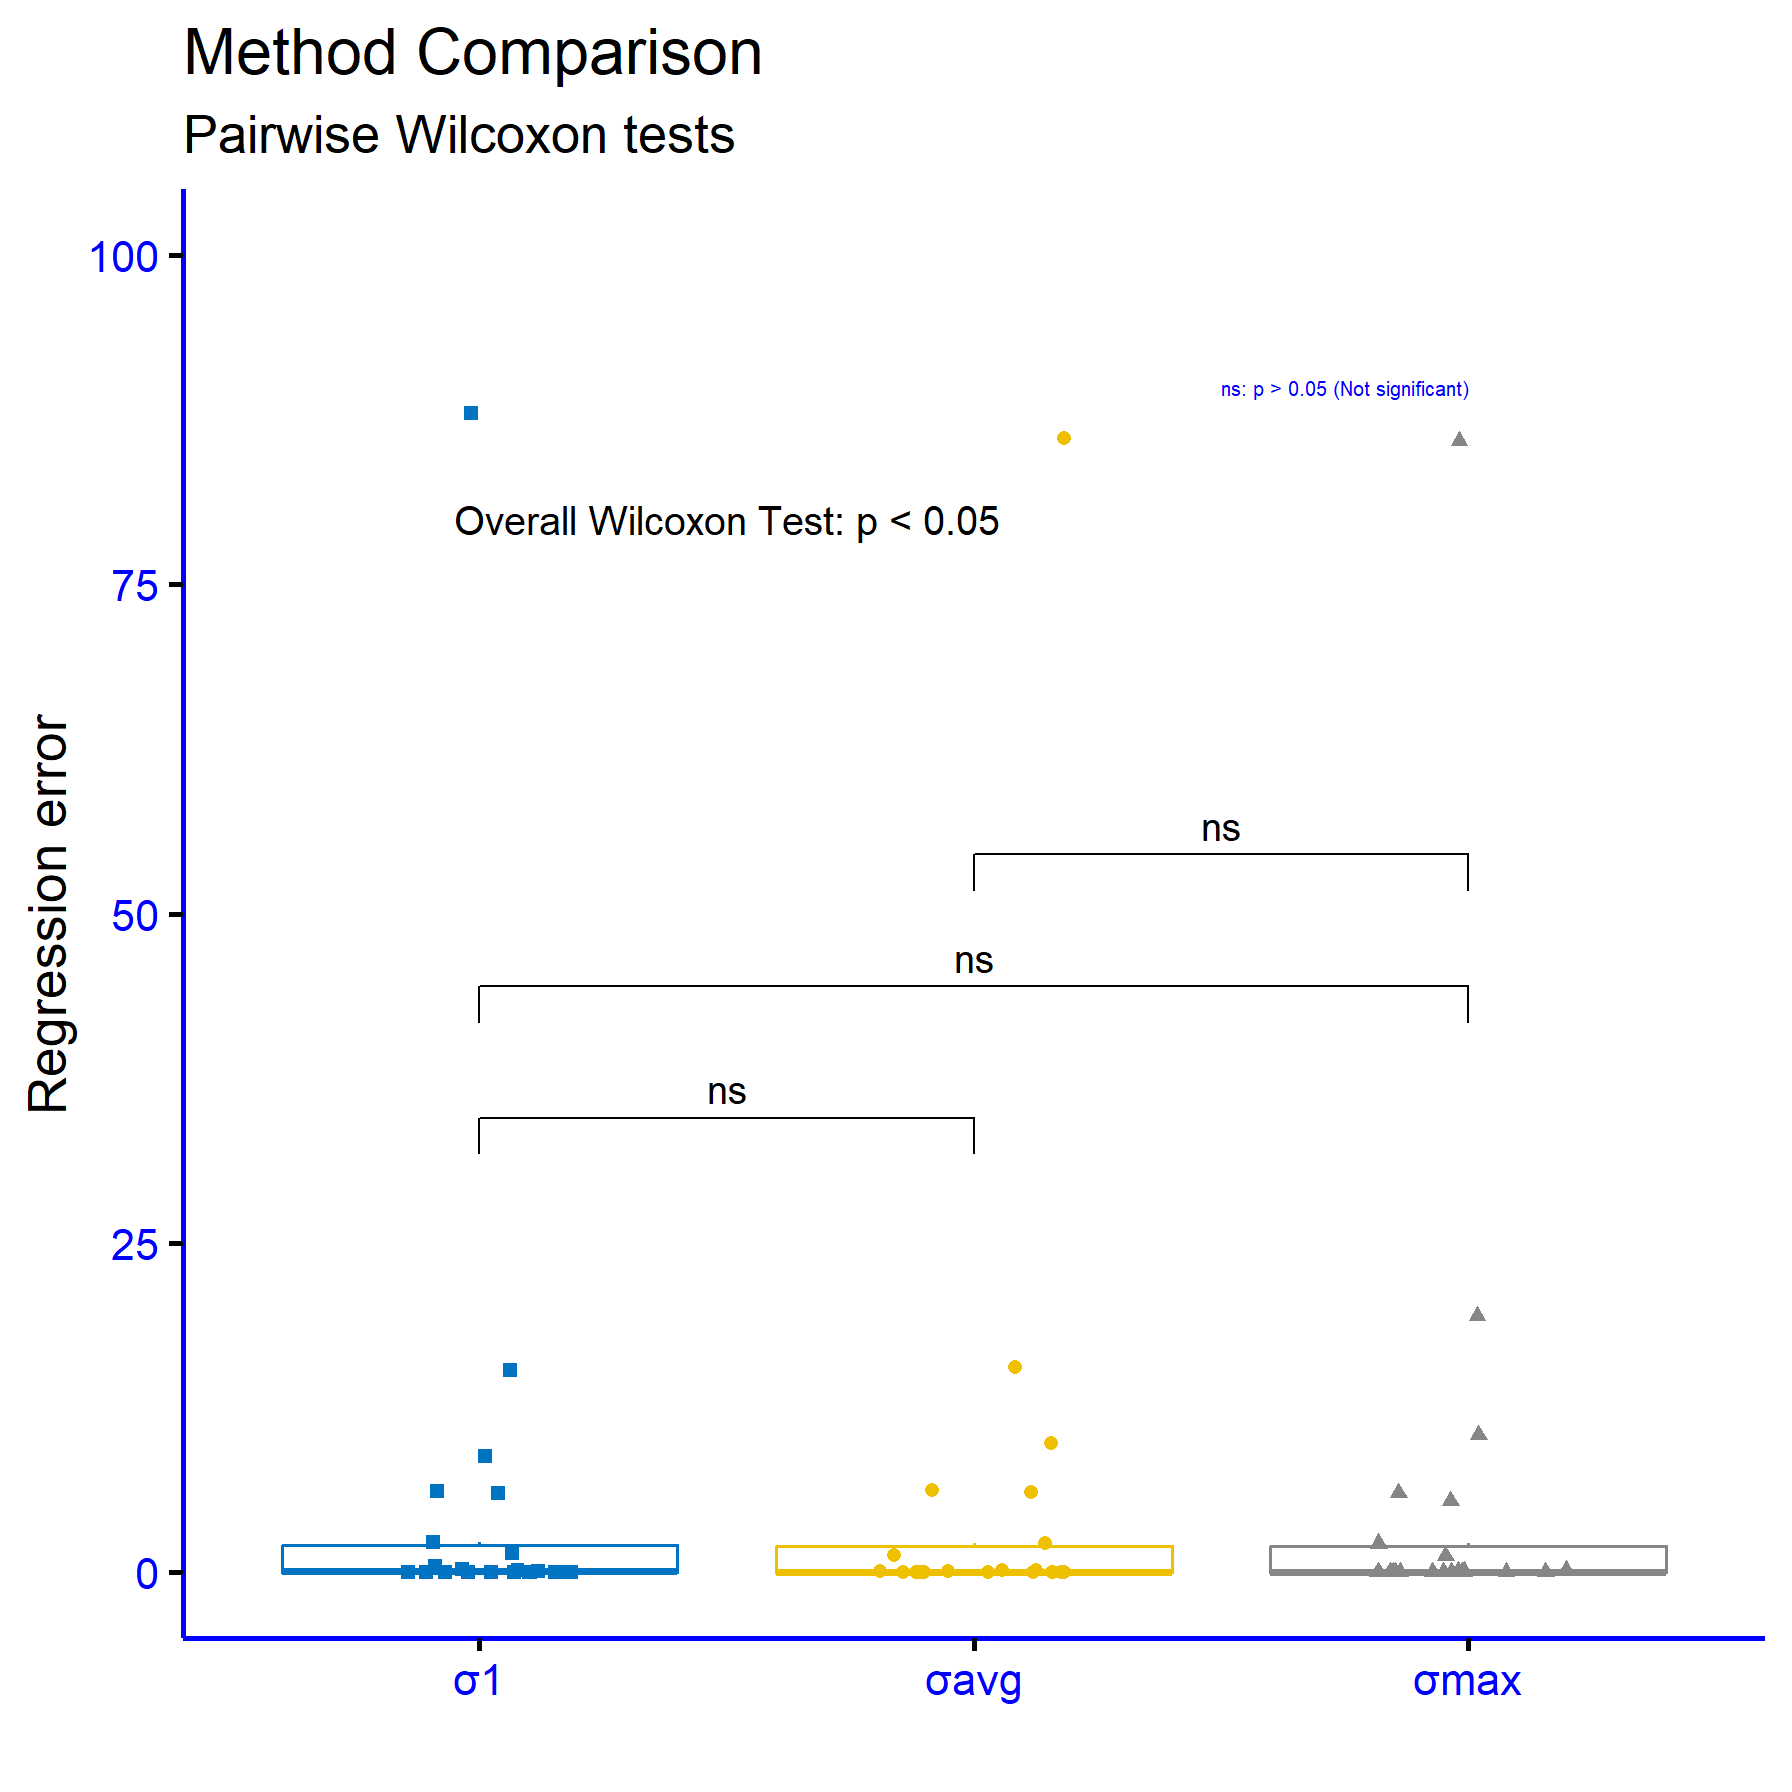 Method Comparison
Pairwise Wilcoxon tests
100
ns: p > 0.05 (Not significant)
Overall Wilcoxon Test: p < 0.05
75
Regression error
ns
50
ns
ns
25
0
σ1
σavg
σmax